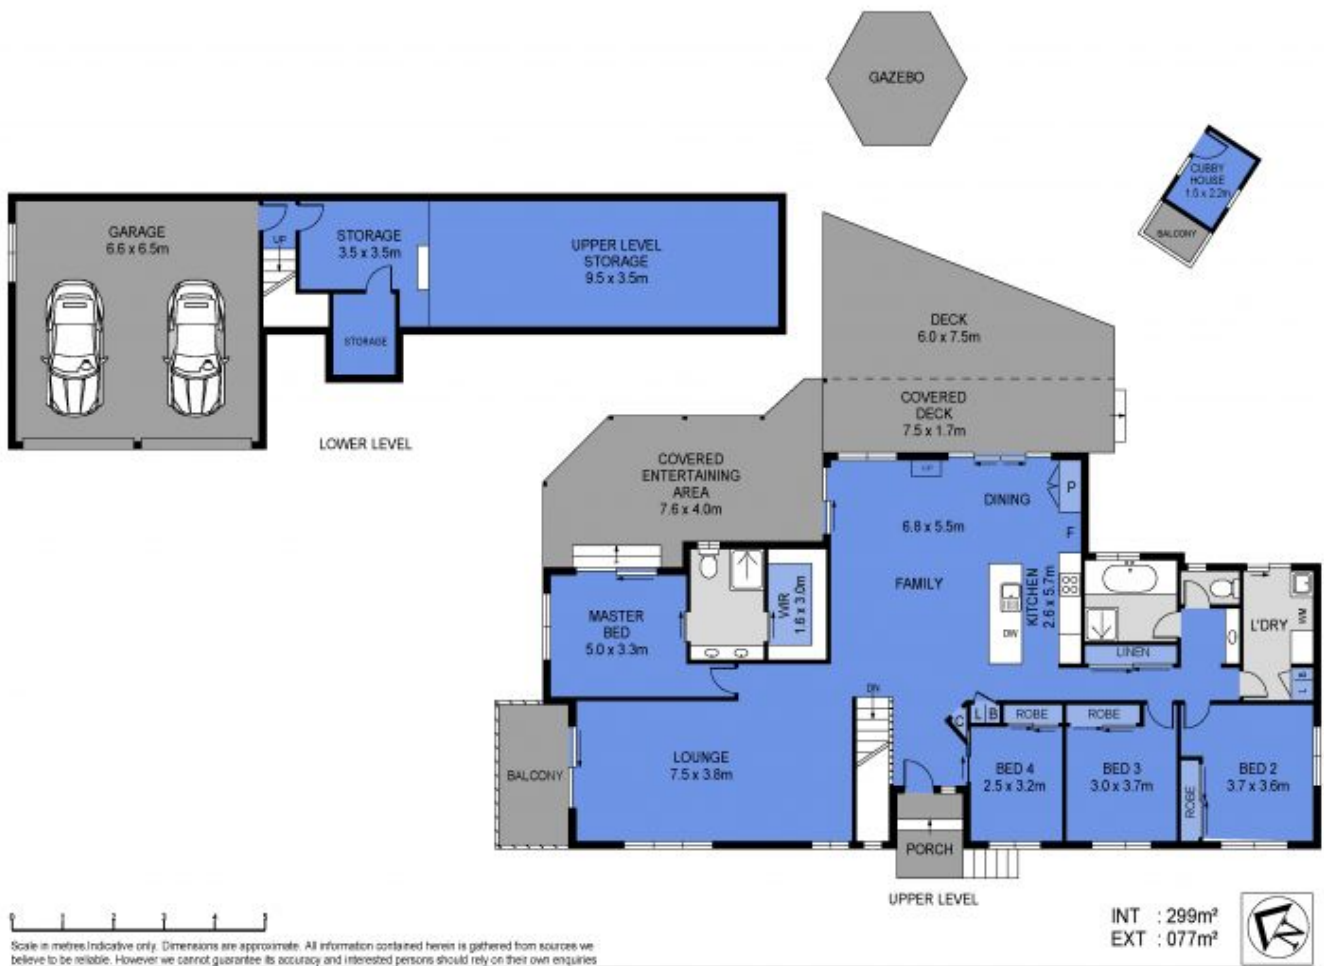 GAZEBO
CUBBY
HOUSE
1.5 x 2.2m
BALCONY
GARAGE
6.6 x 6.5m
UP
STORAGE
3.5 x 3.5m
UPPER LEVEL
STORAGE
9.5 x 3.5m
STORAGE
LOWER LEVEL
DECK
6.0 x 7.5m
COVERED
DECK
7.5 x 1.7m
COVERED
ENTERTAINING
AREA
7.6 x 4.0m
DINING
P
6.8 x 5.5m
F
FAMILY
KITCHEN
2.6 x 5.7m
DW
MASTER
BED
5.0 x 3.3m
WIR
1.6 x 3.0m
LINEN
L'DRY
WM
L
B
DN
C
L B
ROBE
ROBE
BALCONY
LOUNGE
7.5 x 3.8m
BED 4
2.5 x 3.2m
BED 3
3.0 x 3.7m
BED 2
3.7 x 3.6m
ROBE
PORCH
UPPER LEVEL
0 1 2 3 4 5
Scale in metres.Indicative only. Dimensions are approximate. All information contained herein is gathered from sources we
believe to be reliable. However we cannot guarantee its accuracy and interested persons should rely on their own enquiries
INT : 299m²
EXT : 077m²